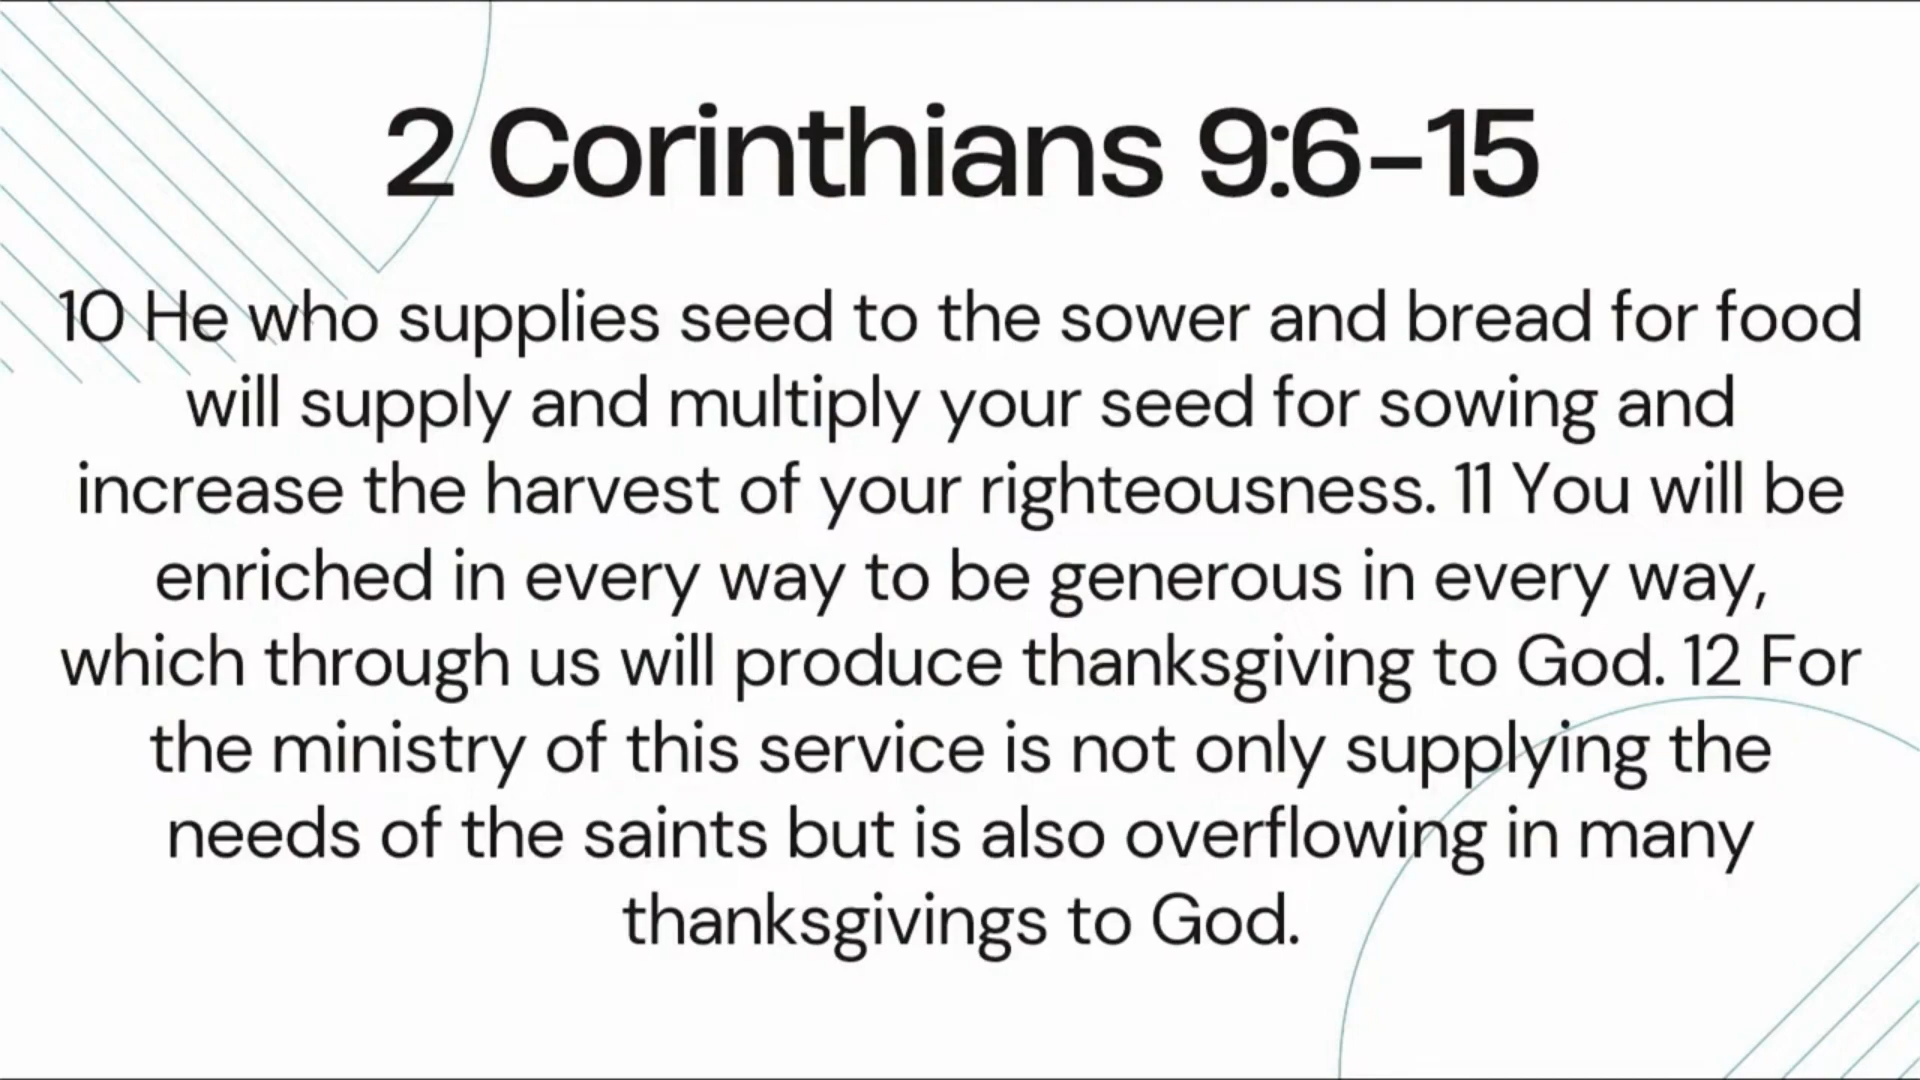 2 Corinthians 9:6-15
10 He who supplies seed to the sower and bread for food
will supply and multiply your seed for sowing and
increase the harvest of your righteousness. 11 You will be
enriched in every way to be generous in every way,
which through us will produce thanksgiving to God. 12 For
the ministry of this service is not only supplying the
needs of the saints but is also overflowing in many
thanksgivings to God.